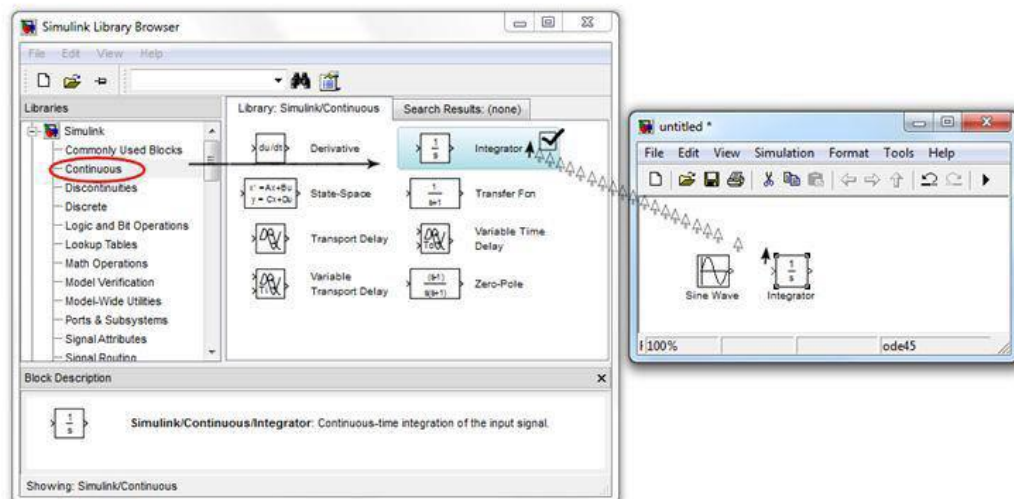 Simulink Library Browser
File Edit View Help
Libraries
Library: Simulink/Continuous
Search Results: (none)
Simulink
Commonly Used Blocks
Continuous
Discontinuities
Discrete
Logic and Bit Operations
Lookup Tables
Math Operations
Model Verification
Model-Wide Utilities
Ports & Subsystems
Signal Attributes
Signal Routing
du/dt
Derivative
1
s
Integrator
x' = Ax+Bu
y = Cx+Du
State-Space
1
s+1
Transfer Fcn
Transport Delay
Variable Time
Delay
Variable
Transport Delay
(s-1)
s(s+1)
Zero-Pole
Block Description
1
s
Simulink/Continuous/Integrator: Continuous-time integration of the input signal.
Showing: Simulink/Continuous
untitled *
File Edit View Simulation Format Tools Help
Sine Wave
1
s
Integrator
100%
ode45